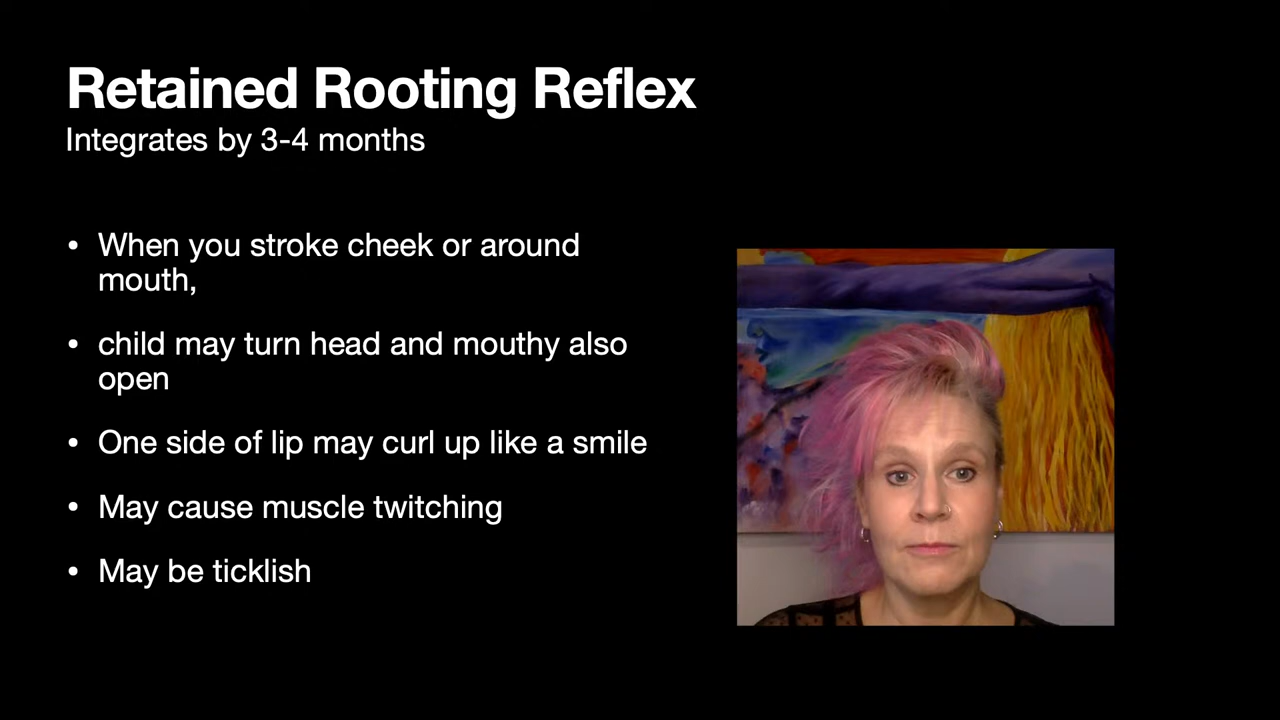 Retained Rooting Reflex
Integrates by 3-4 months
• When you stroke cheek or around
mouth,
• child may turn head and mouthy also
open
• One side of lip may curl up like a smile
• May cause muscle twitching
• May be ticklish